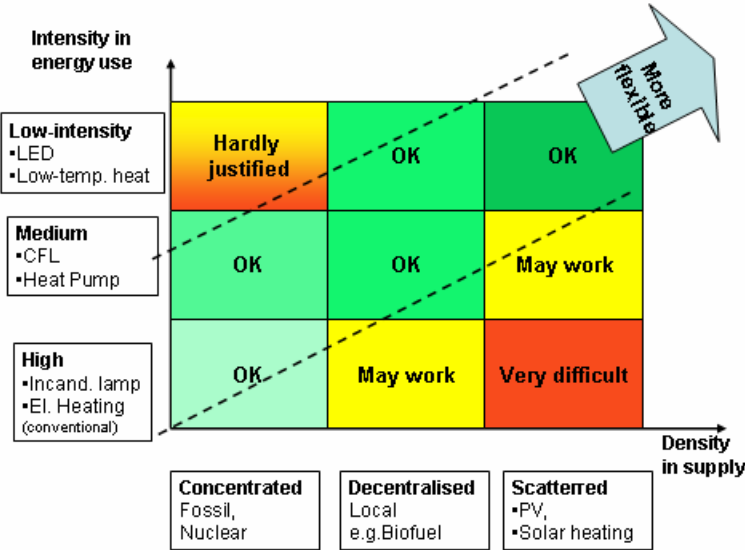 Intensity in
energy use
More
flexible
Low-intensity
▪LED
▪Low-temp. heat
Hardly
justified
OK
OK
Medium
▪CFL
▪Heat Pump
OK
OK
May work
High
▪Incand. lamp
▪El. Heating
(conventional)
OK
May work
Very difficult
Density
in supply
Concentrated
Fossil,
Nuclear
Decentralised
Local
e.g.Biofuel
Scatterred
▪PV,
▪Solar heating